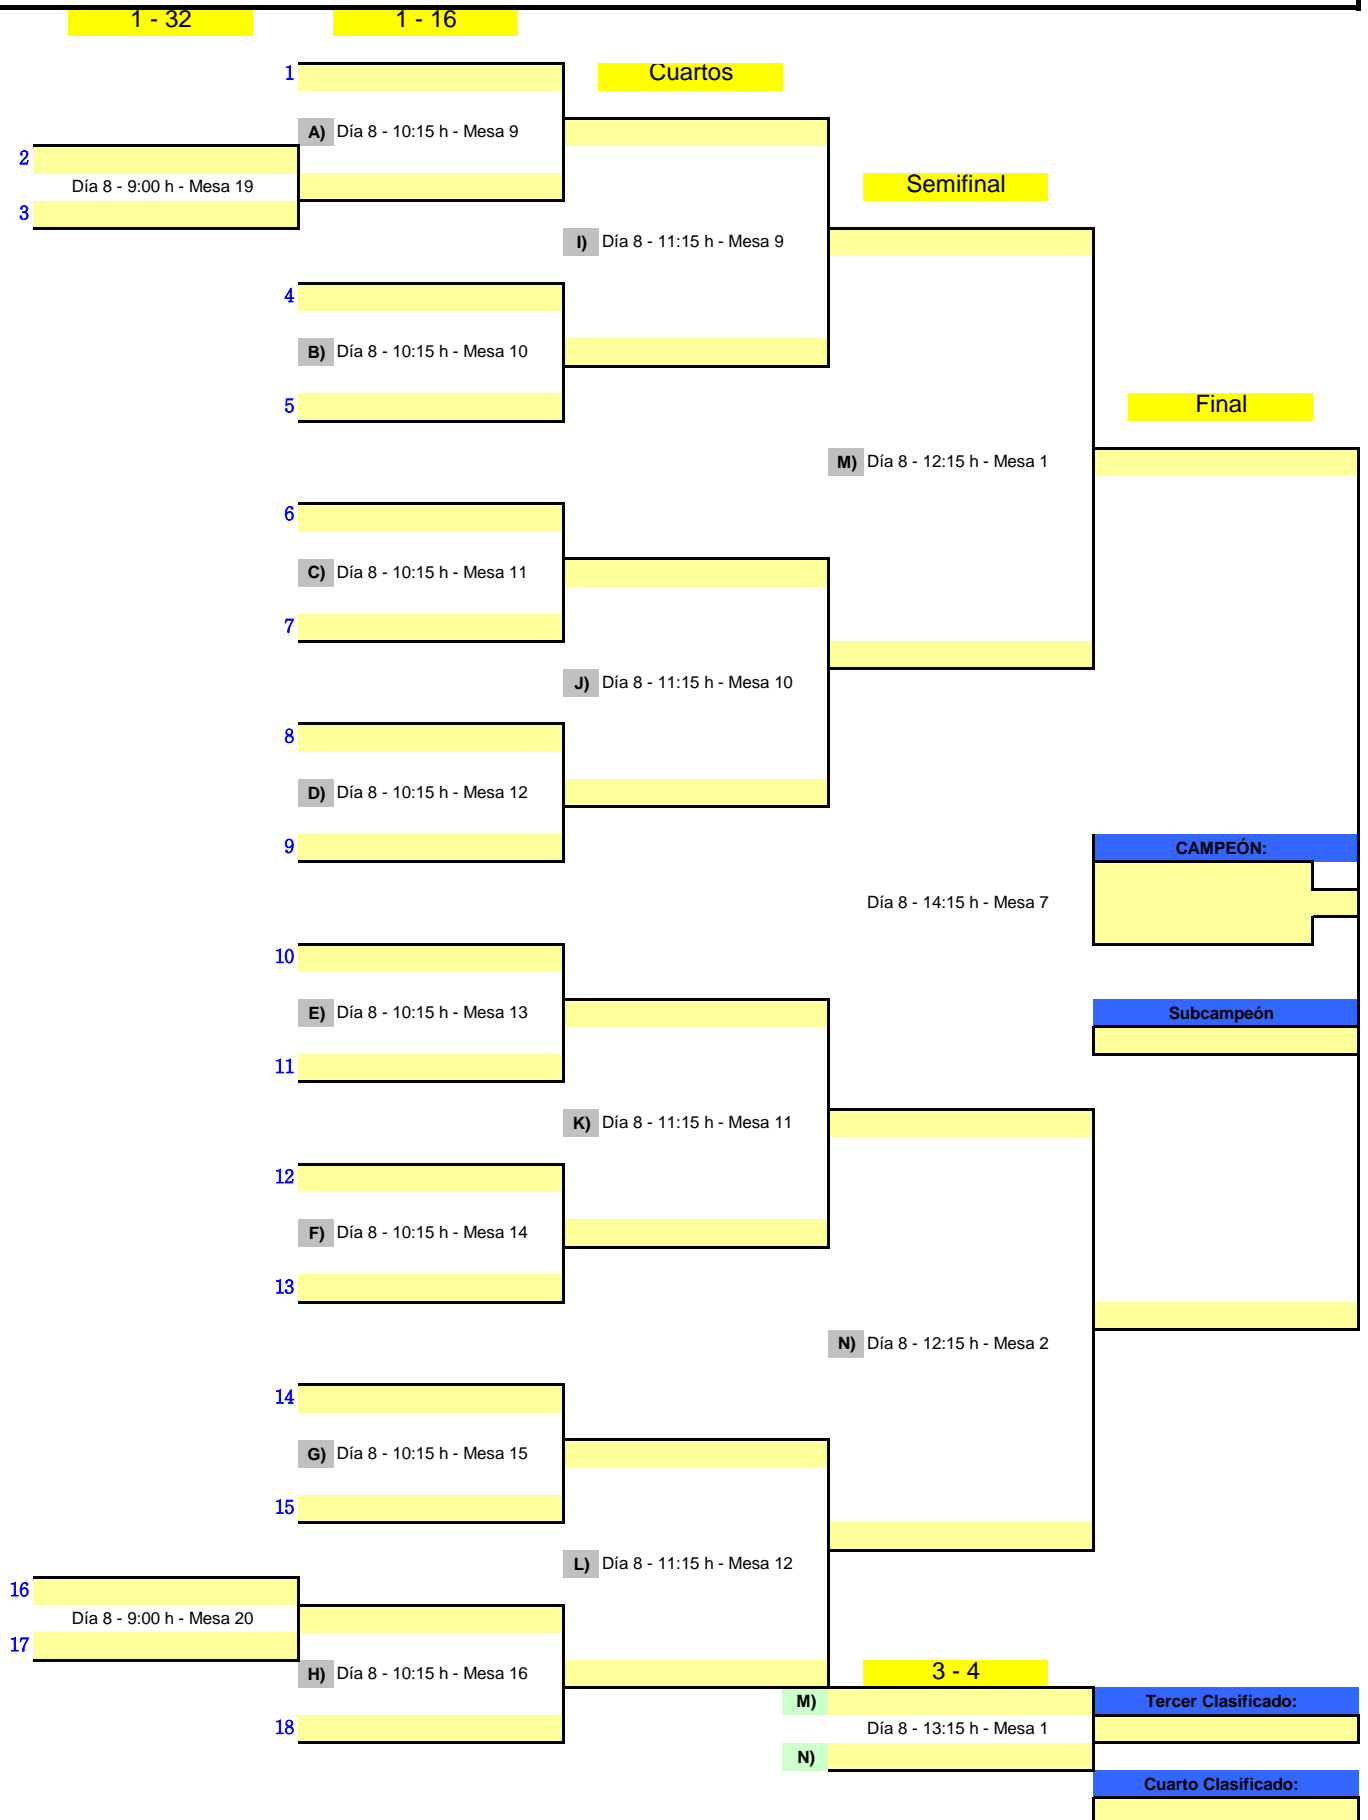 1 - 32
1 - 16
1
Cuartos
A) Día 8 - 10:15 h - Mesa 9
2
Día 8 - 9:00 h - Mesa 19
Semifinal
3
I) Día 8 - 11:15 h - Mesa 9
4
B) Día 8 - 10:15 h - Mesa 10
5
Final
M) Día 8 - 12:15 h - Mesa 1
6
C) Día 8 - 10:15 h - Mesa 11
7
J) Día 8 - 11:15 h - Mesa 10
8
D) Día 8 - 10:15 h - Mesa 12
9
CAMPEÓN:
Día 8 - 14:15 h - Mesa 7
10
E) Día 8 - 10:15 h - Mesa 13
Subcampeón
11
K) Día 8 - 11:15 h - Mesa 11
12
F) Día 8 - 10:15 h - Mesa 14
13
N) Día 8 - 12:15 h - Mesa 2
14
G) Día 8 - 10:15 h - Mesa 15
15
L) Día 8 - 11:15 h - Mesa 12
16
Día 8 - 9:00 h - Mesa 20
17
H) Día 8 - 10:15 h - Mesa 16
3 - 4
M)
Tercer Clasificado:
18
Día 8 - 13:15 h - Mesa 1
N)
Cuarto Clasificado: